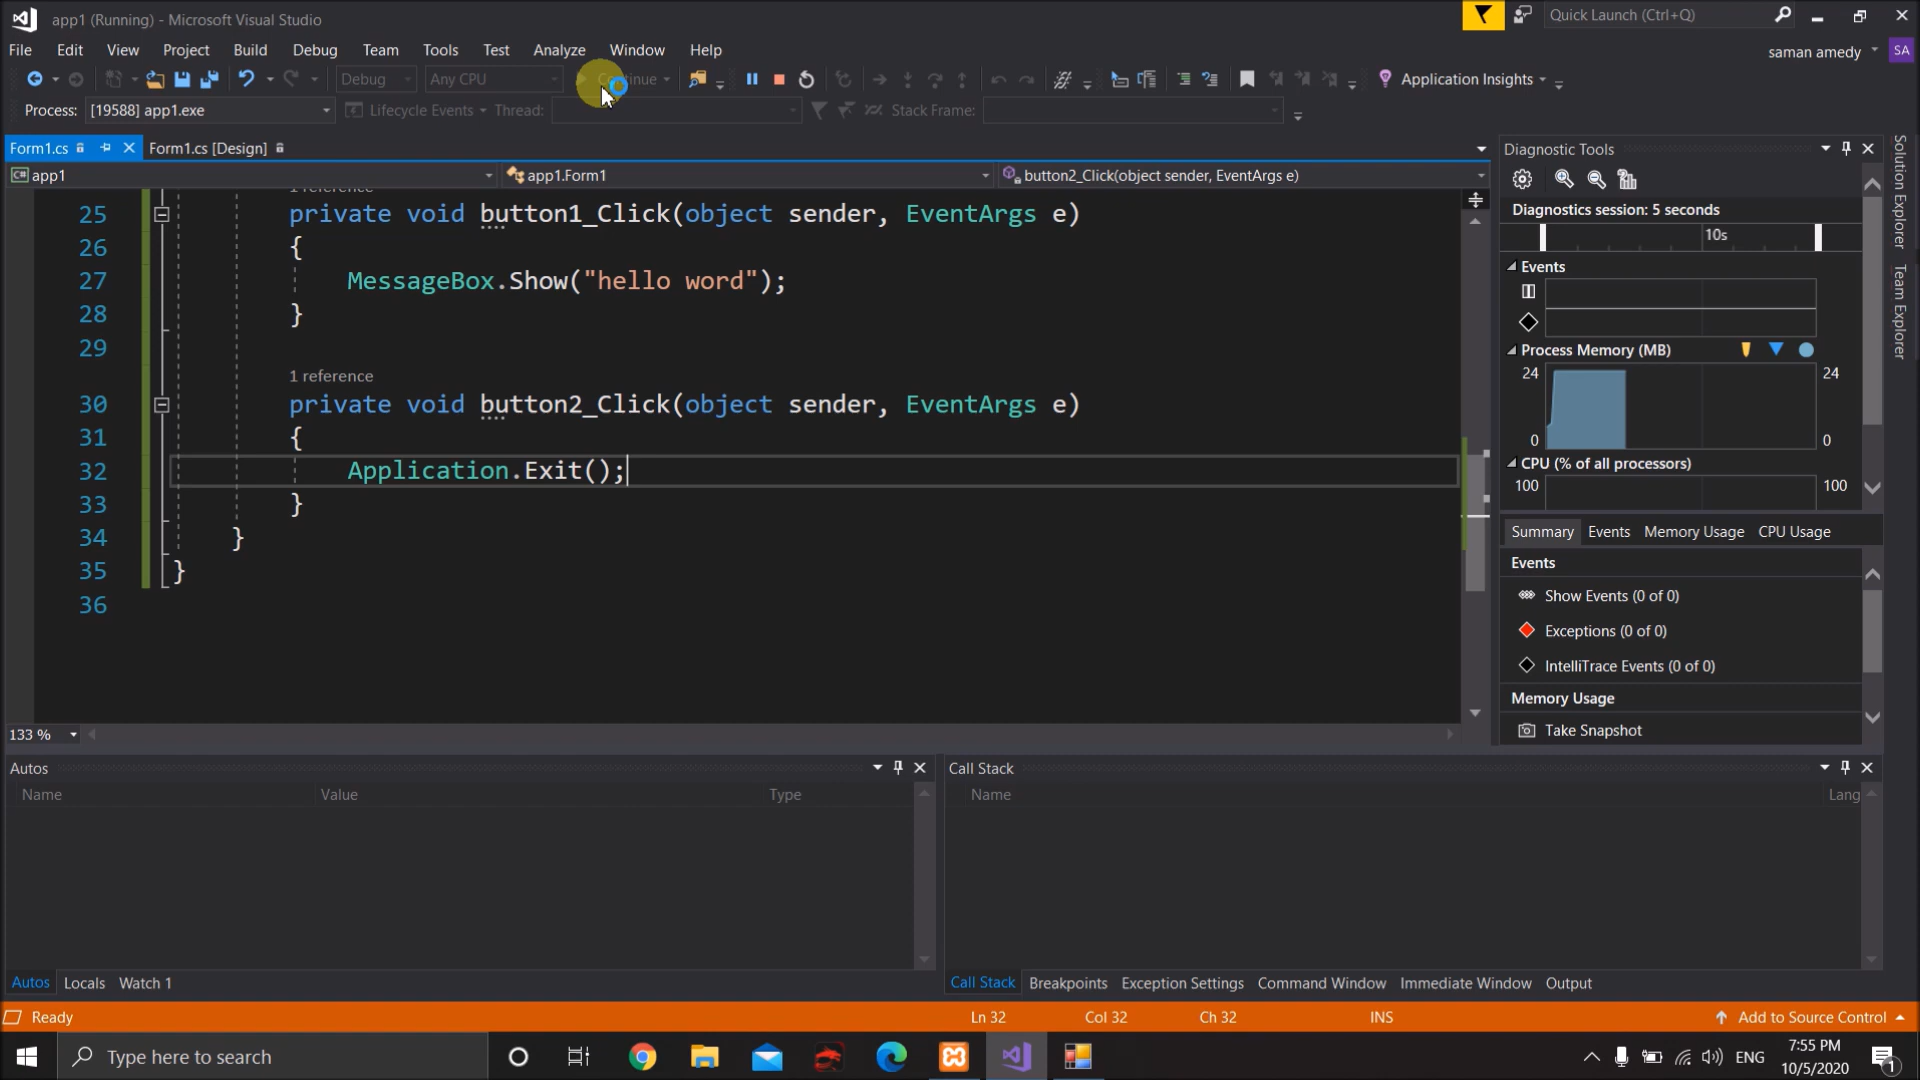 app1 (Running) - Microsoft Visual Studio
Quick Launch (Ctrl+Q)
File Edit View Project Build Debug Team Tools Test Analyze Window Help
saman amedy SA
Debug Any CPU Continue Application Insights
Process: [19588] app1.exe Lifecycle Events Thread: Stack Frame:
Form1.cs Form1.cs [Design]
C# app1 app1.Form1 button2_Click(object sender, EventArgs e)
1 reference
25 private void button1_Click(object sender, EventArgs e)
26 {
27 MessageBox.Show("hello word");
28 }
29
1 reference
30 private void button2_Click(object sender, EventArgs e)
31 {
32 Application.Exit();
33 }
34 }
35 }
36
133 %
Diagnostic Tools
Diagnostics session: 5 seconds
10s
Events
Process Memory (MB)
24 24
0 0
CPU (% of all processors)
100 100
Summary Events Memory Usage CPU Usage
Events
Show Events (0 of 0)
Exceptions (0 of 0)
IntelliTrace Events (0 of 0)
Memory Usage
Take Snapshot
Solution Explorer
Team Explorer
Autos
Name Value Type
Autos Locals Watch 1
Call Stack
Name Lang
Call Stack Breakpoints Exception Settings Command Window Immediate Window Output
Ready Ln 32 Col 32 Ch 32 INS Add to Source Control
Type here to search
ENG
7:55 PM
10/5/2020
1